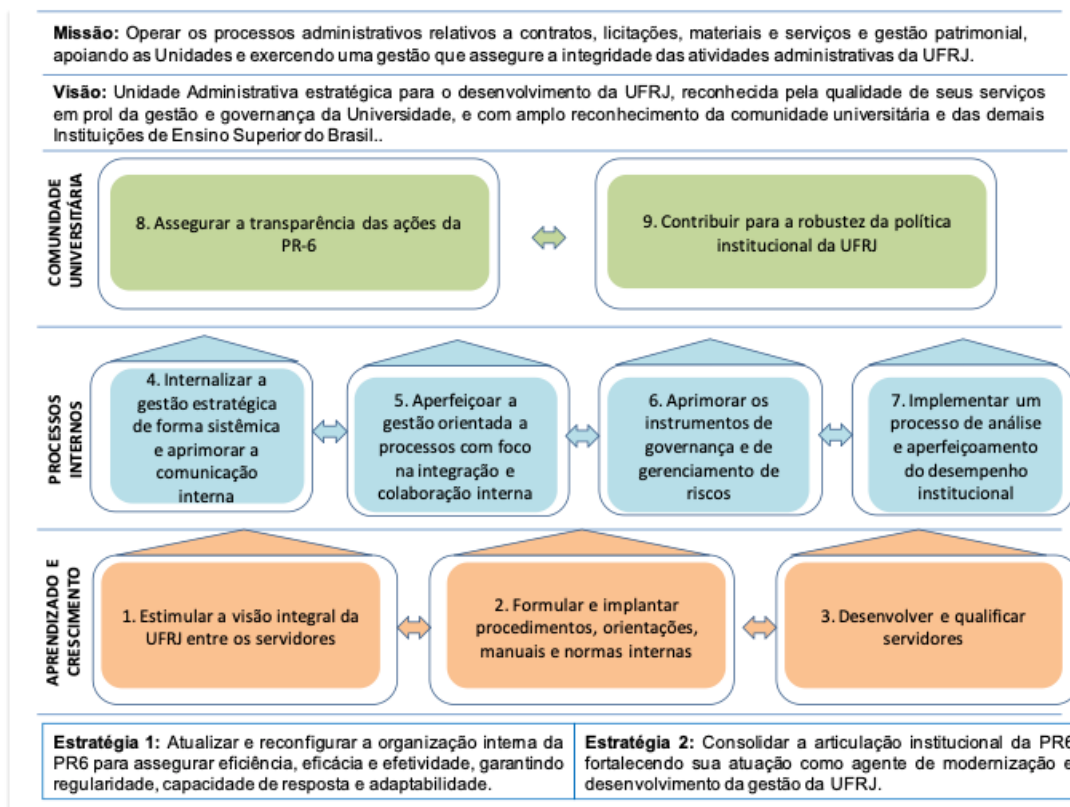 Missão: Operar os processos administrativos relativos a contratos, licitações, materiais e serviços e gestão patrimonial,
apoiando as Unidades e exercendo uma gestão que assegure a integridade das atividades administrativas da UFRJ.
Visão: Unidade Administrativa estratégica para o desenvolvimento da UFRJ, reconhecida pela qualidade de seus serviços
em prol da gestão e governança da Universidade, e com amplo reconhecimento da comunidade universitária e das demais
Instituições de Ensino Superior do Brasil..
COMUNIDADE
UNIVERSITÁRIA
8. Assegurar a transparência das ações da
PR-6
9. Contribuir para a robustez da política
institucional da UFRJ
PROCESSOS
INTERNOS
4. Internalizar a
gestão estratégica
de forma sistêmica
e aprimorar a
comunicação
interna
5. Aperfeiçoar a
gestão orientada a
processos com foco
na integração e
colaboração interna
6. Aprimorar os
instrumentos de
governança e de
gerenciamento de
riscos
7. Implementar um
processo de análise
e aperfeiçoamento
do desempenho
institucional
APRENDIZADO E
CRESCIMENTO
1. Estimular a visão integral da
UFRJ entre os servidores
2. Formular e implantar
procedimentos, orientações,
manuais e normas internas
3. Desenvolver e qualificar
servidores
Estratégia 1: Atualizar e reconfigurar a organização interna da
PR6 para assegurar eficiência, eficácia e efetividade, garantindo
regularidade, capacidade de resposta e adaptabilidade.
Estratégia 2: Consolidar a articulação institucional da PR6
fortalecendo sua atuação como agente de modernização e
desenvolvimento da gestão da UFRJ.